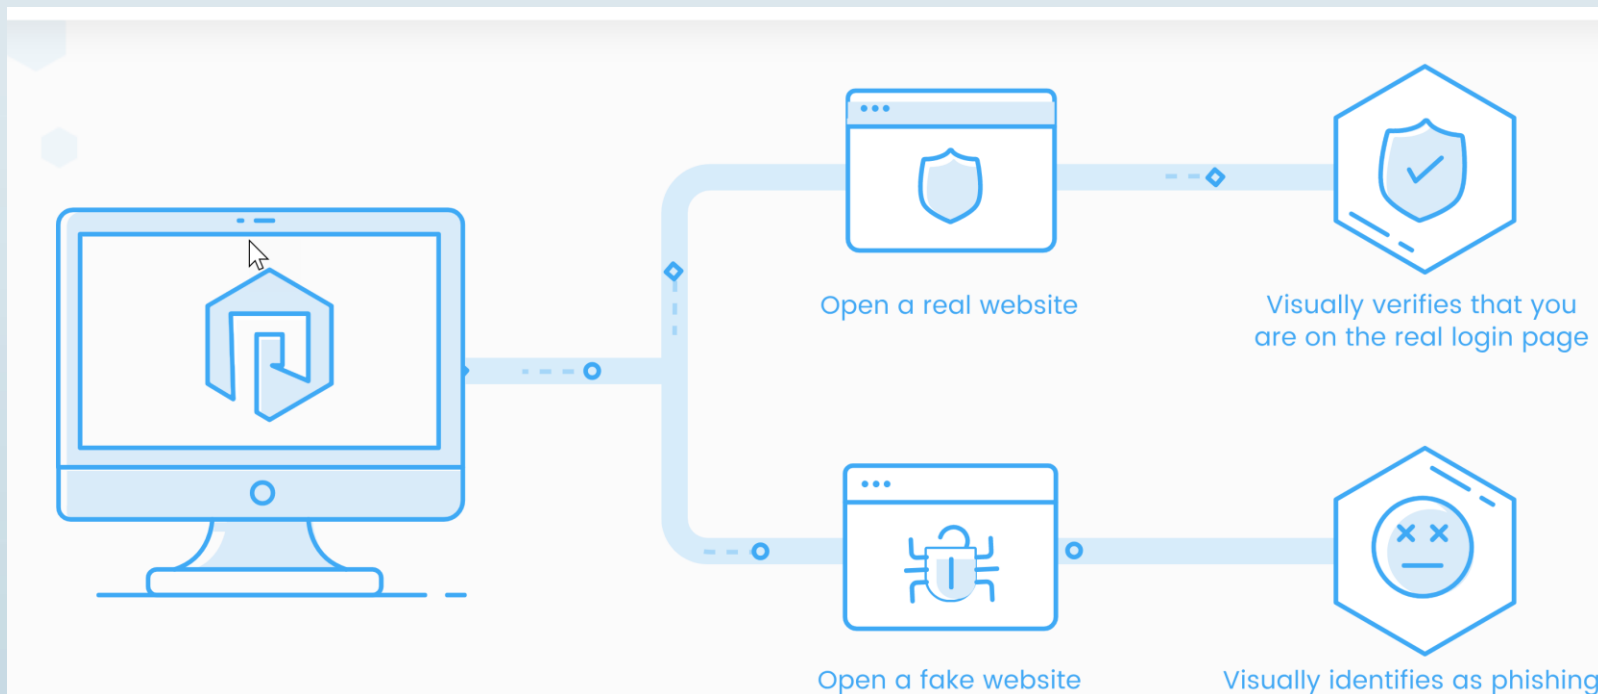 Open a real website
Visually verifies that you
are on the real login page
Open a fake website
Visually identifies as phishing